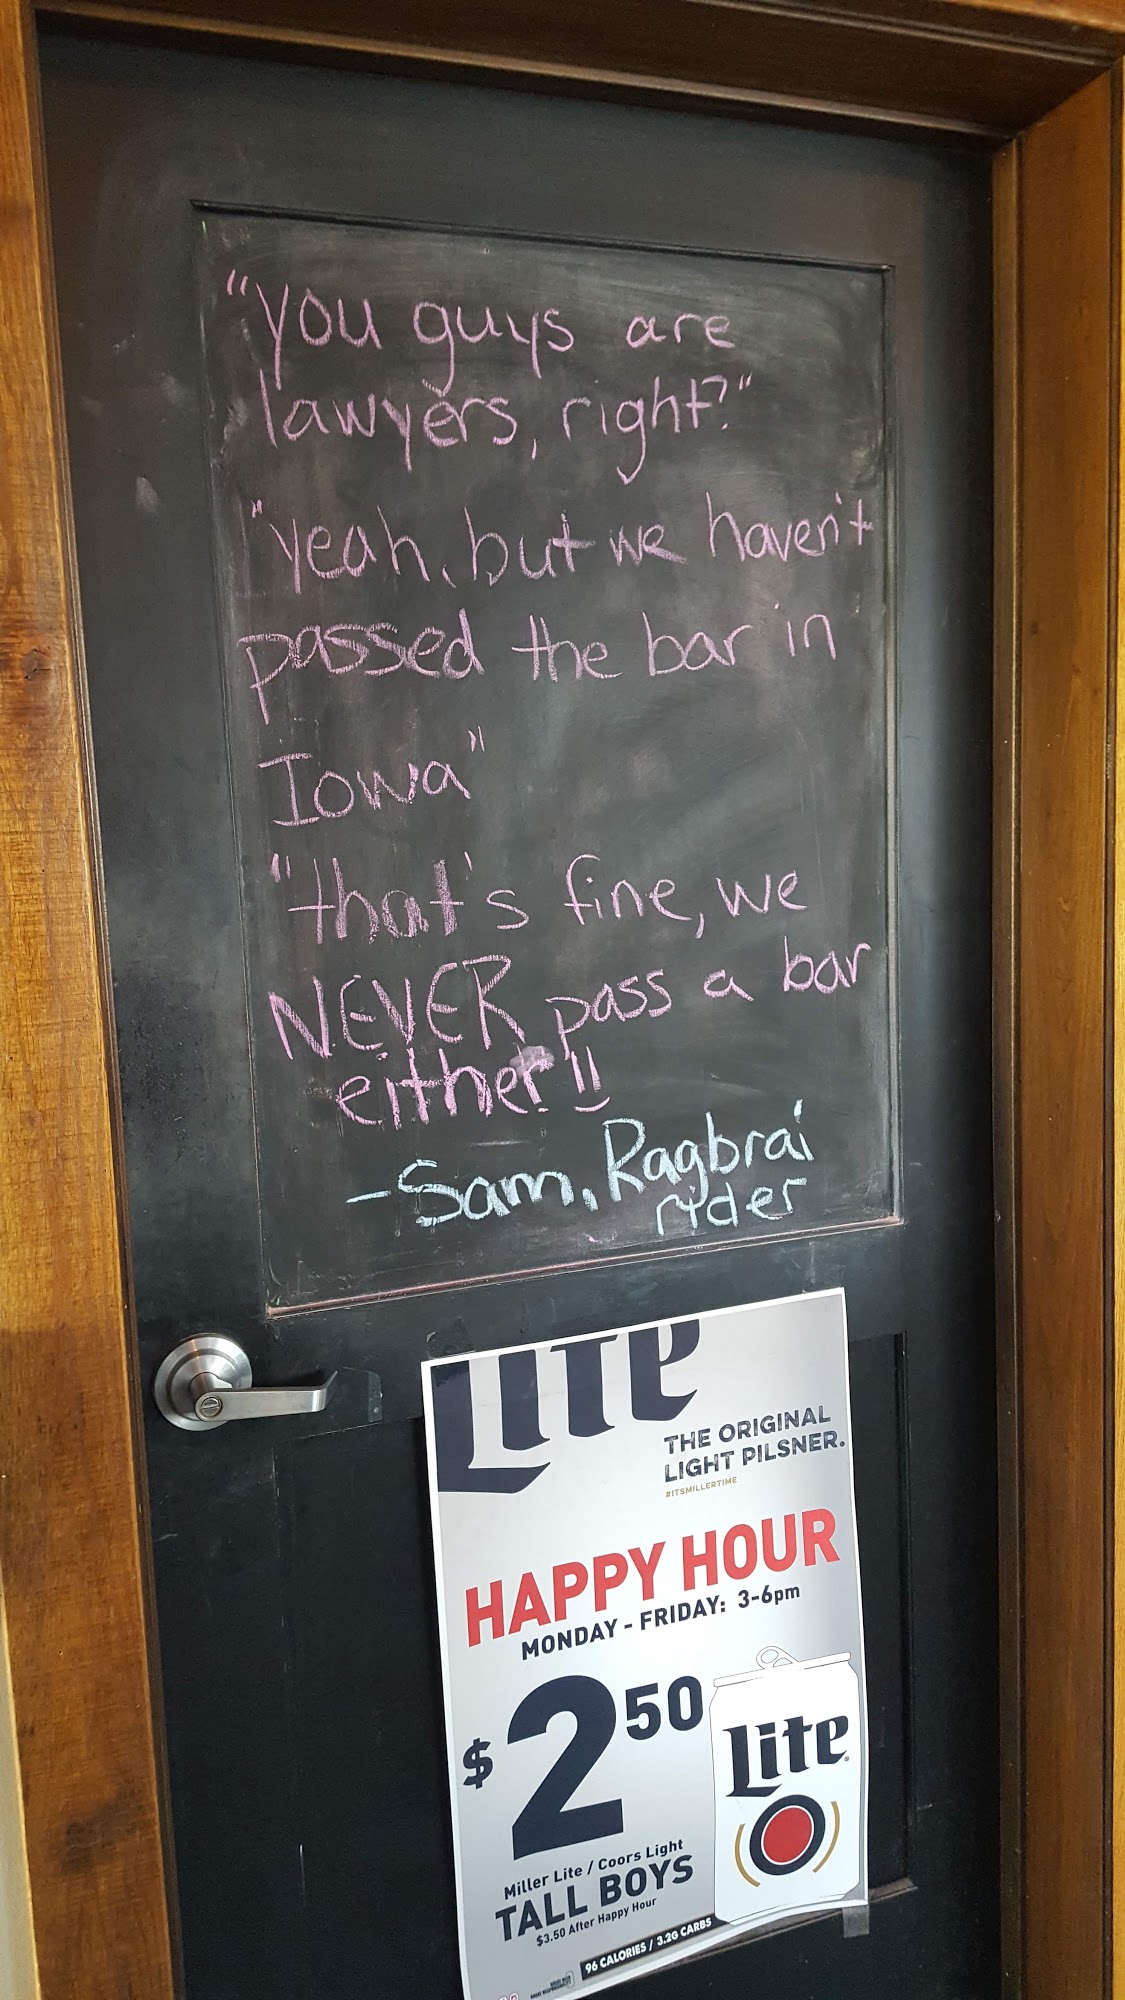 "you guys are
lawyers, right?"
"yeah, but we haven't
passed the bar in
Iowa"
"that's fine, we
NEVER pass a bar
either!!
-Sam, Ragbrai
rider
Lite
THE ORIGINAL
LIGHT PILSNER.
#ITSMILLERTIME
HAPPY HOUR
MONDAY - FRIDAY: 3-6pm
$2.50
Lite
Miller Lite / Coors Light
TALL BOYS
$3.50 After Happy Hour
96 CALORIES / 3.2G CARBS